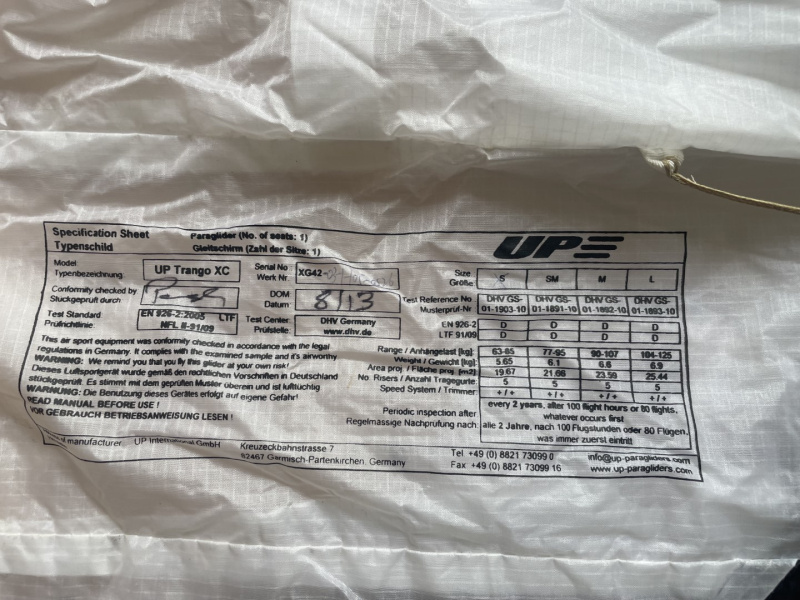 Specification Sheet Paraglider (No. of seats: 1)
Typenschild Gleitschirm (Zahl der Sitze: 1)
UP
Model
Typenbezeichnung: UP Trango XC
Serial No
Werk Nr. XG42-
Size
Größe: S SM M L
Conformity checked by
Stückgeprüft durch
DOM
Datum: 8/13
Test Reference No
Musterprüf-Nr
DHV GS-01-1903-10 DHV GS-01-1891-10 DHV GS-01-1892-10 DHV GS-01-1893-10
Test Standard
Prüfrichtlinie: EN 926-2:2005 LTF
NFL II-91/09
Test Center:
Prüfstelle: DHV Germany
www.dhv.de
EN 926-2 D D D D
LTF 91/09 D D D D
Range / Anhängelast [kg]: 63-85 77-95 90-107 104-125
Weight / Gewicht [kg]: 5.65 6.1 6.6 6.9
Area proj / Fläche proj. [m2]: 19.67 21.66 23.59 25.44
No. Risers / Anzahl Tragegurte: 5 5 5 5
Speed System / Trimmer: + / + + / + + / + + / +
This air sport equipment was conformity checked in accordance with the legal
regulations in Germany. It complies with the examined sample and it's airworthy
WARNING: We remind you that you fly this glider at your own risk!
Dieses Luftsportgerät wurde gemäß den rechtlichen Vorschriften in Deutschland
stückgeprüft. Es stimmt mit dem geprüften Muster überein und ist lufttüchtig
WARNUNG: Die Benutzung dieses Gerätes erfolgt auf eigene Gefahr!
READ MANUAL BEFORE USE !
VOR GEBRAUCH BETRIEBSANWEISUNG LESEN !
Periodic inspection after: every 2 years, after 100 flight hours or 80 flights,
whatever occurs first
Regelmässige Nachprüfung nach: alle 2 Jahre, nach 100 Flugstunden oder 80 Flügen,
was immer zuerst eintritt
manufacturer UP International GmbH
Kreuzeckbahnstrasse 7
82467 Garmisch-Partenkirchen, Germany
Tel +49 (0) 8821 73099 0
Fax +49 (0) 8821 73099 16
info@up-paragliders.com
www.up-paragliders.com